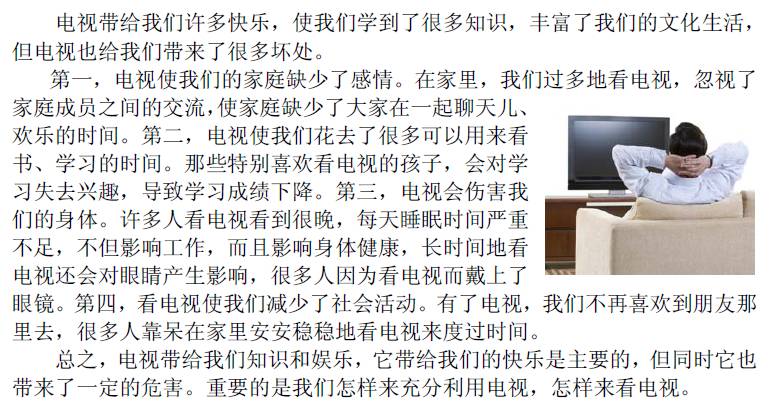 电视带给我们许多快乐，使我们学到了很多知识，丰富了我们的文化生活，
但电视也给我们带来了很多坏处。
第一，电视使我们的家庭缺少了感情。在家里，我们过多地看电视，忽视了
家庭成员之间的交流，使家庭缺少了大家在一起聊天儿、
欢乐的时间。第二，电视使我们花去了很多可以用来看
书、学习的时间。那些特别喜欢看电视的孩子，会对学
习失去兴趣，导致学习成绩下降。第三，电视会伤害我
们的身体。许多人看电视看到很晚，每天睡眠时间严重
不足，不但影响工作，而且影响身体健康，长时间地看
电视还会对眼睛产生影响，很多人因为看电视而戴上了
眼镜。第四，看电视使我们减少了社会活动。有了电视，我们不再喜欢到朋友那
里去，很多人靠呆在家里安安稳稳地看电视来度过时间。
总之，电视带给我们知识和娱乐，它带给我们的快乐是主要的，但同时它也
带来了一定的危害。重要的是我们怎样来充分利用电视，怎样来看电视。